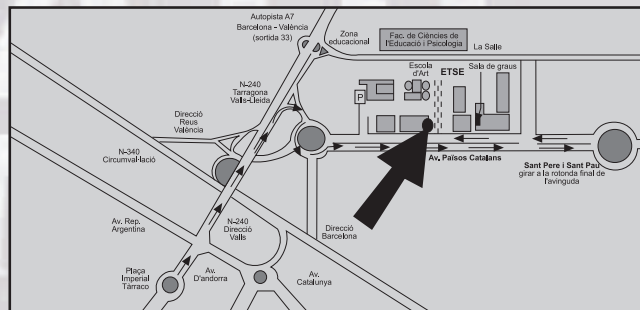 Autopista A7
Barcelona - València
(sortida 33)
Zona
educacional
Fac. de Ciències de
l'Educació i Psicologia
La Salle
Escola
d'Art
ETSE
Sala de graus
N-240
Tarragona
Valls-Lleida
P
Direcció
Reus
València
N-340
Circumval·lació
Av. Països Catalans
Sant Pere i Sant Pau
girar a la rotonda final de
l'avinguda
Av. Rep.
Argentina
N-240
Direcció
Valls
Direcció
Barcelona
Plaça
Imperial
Tàrraco
Av.
D'andorra
Av.
Catalunya